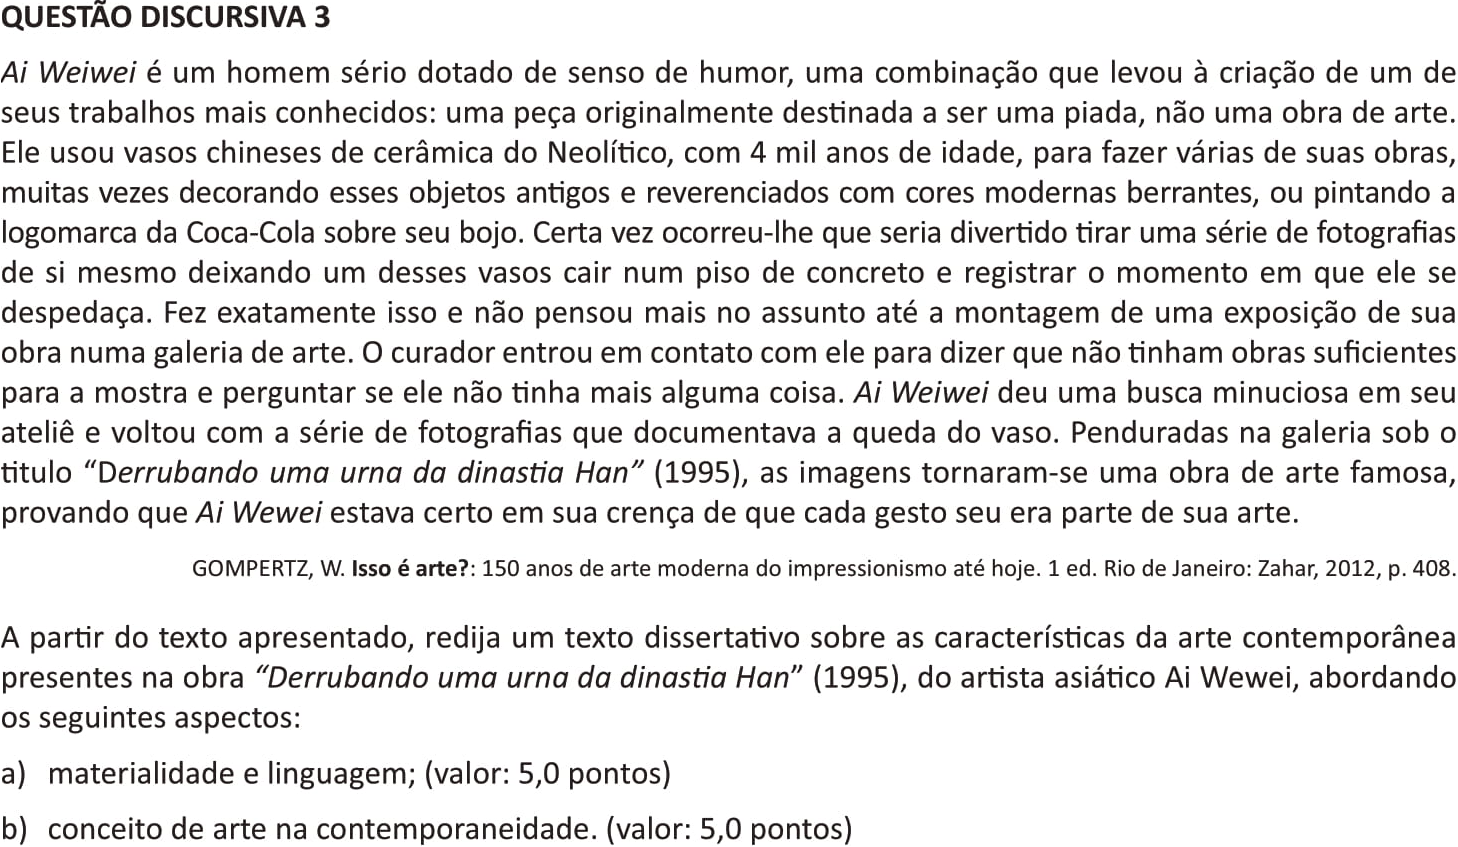 QUESTÃO DISCURSIVA 3
Ai Weiwei é um homem sério dotado de senso de humor, uma combinação que levou à criação de um de
seus trabalhos mais conhecidos: uma peça originalmente destinada a ser uma piada, não uma obra de arte.
Ele usou vasos chineses de cerâmica do Neolítico, com 4 mil anos de idade, para fazer várias de suas obras,
muitas vezes decorando esses objetos antigos e reverenciados com cores modernas berrantes, ou pintando a
logomarca da Coca-Cola sobre seu bojo. Certa vez ocorreu-lhe que seria divertido tirar uma série de fotografias
de si mesmo deixando um desses vasos cair num piso de concreto e registrar o momento em que ele se
despedaça. Fez exatamente isso e não pensou mais no assunto até a montagem de uma exposição de sua
obra numa galeria de arte. O curador entrou em contato com ele para dizer que não tinham obras suficientes
para a mostra e perguntar se ele não tinha mais alguma coisa. Ai Weiwei deu uma busca minuciosa em seu
ateliê e voltou com a série de fotografias que documentava a queda do vaso. Penduradas na galeria sob o
titulo “Derrubando uma urna da dinastia Han” (1995), as imagens tornaram-se uma obra de arte famosa,
provando que Ai Wewei estava certo em sua crença de que cada gesto seu era parte de sua arte.
GOMPERTZ, W. Isso é arte?: 150 anos de arte moderna do impressionismo até hoje. 1 ed. Rio de Janeiro: Zahar, 2012, p. 408.
A partir do texto apresentado, redija um texto dissertativo sobre as características da arte contemporânea
presentes na obra “Derrubando uma urna da dinastia Han” (1995), do artista asiático Ai Wewei, abordando
os seguintes aspectos:
a) materialidade e linguagem; (valor: 5,0 pontos)
b) conceito de arte na contemporaneidade. (valor: 5,0 pontos)